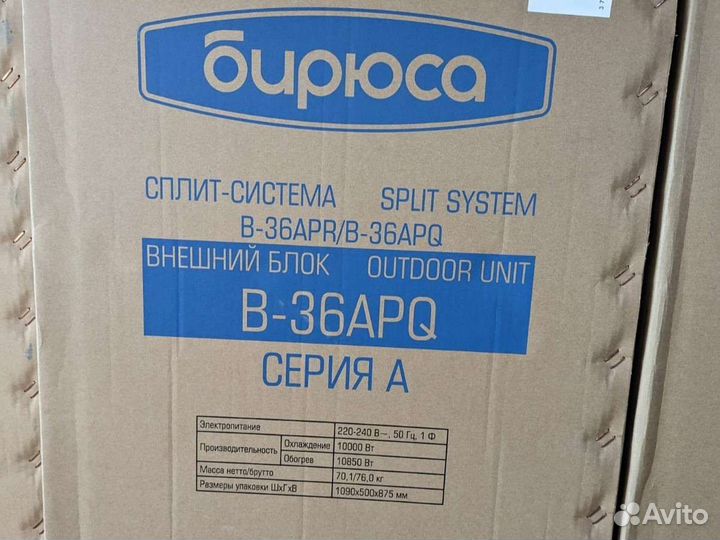 бирюса
СПЛИТ-СИСТЕМА SPLIT SYSTEM
B-36APR/B-36APQ
ВНЕШНИЙ БЛОК OUTDOOR UNIT
B-36APQ
СЕРИЯ А
Электропитание 220-240 В~, 50 Гц, 1 Ф
Производительность Охлаждение 10000 Вт
Обогрев 10850 Вт
Масса нетто/брутто 70,1/76,0 кг
Размеры упаковки ШхГхВ 1090х500х875 мм
Avito